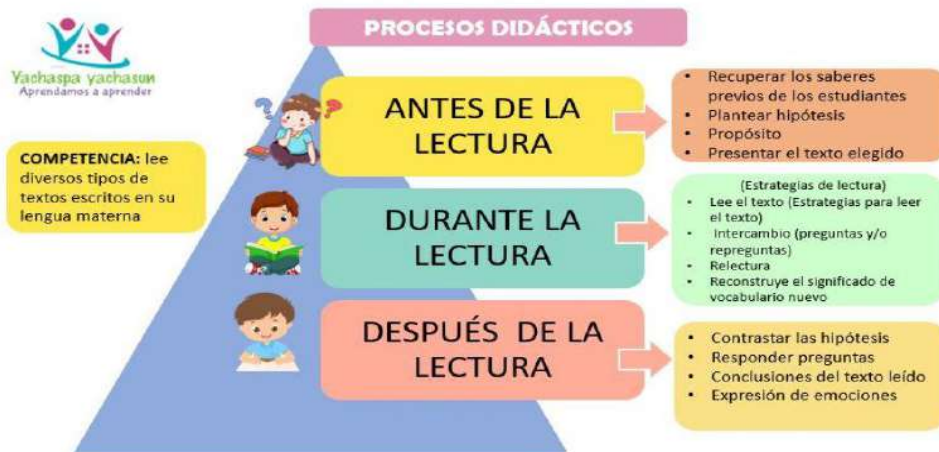 PROCESOS DIDÁCTICOS
Yachaspa yachasun
Aprendamos a aprender
COMPETENCIA: lee
diversos tipos de
textos escritos en su
lengua materna
ANTES DE LA
LECTURA
• Recuperar los saberes
previos de los estudiantes
• Plantear hipótesis
• Propósito
• Presentar el texto elegido
DURANTE LA
LECTURA
(Estrategias de lectura)
• Lee el texto (Estrategias para leer
el texto)
• Intercambio (preguntas y/o
repreguntas)
• Relectura
• Reconstruye el significado de
vocabulario nuevo
DESPUÉS DE LA
LECTURA
• Contrastar las hipótesis
• Responder preguntas
• Conclusiones del texto leído
• Expresión de emociones